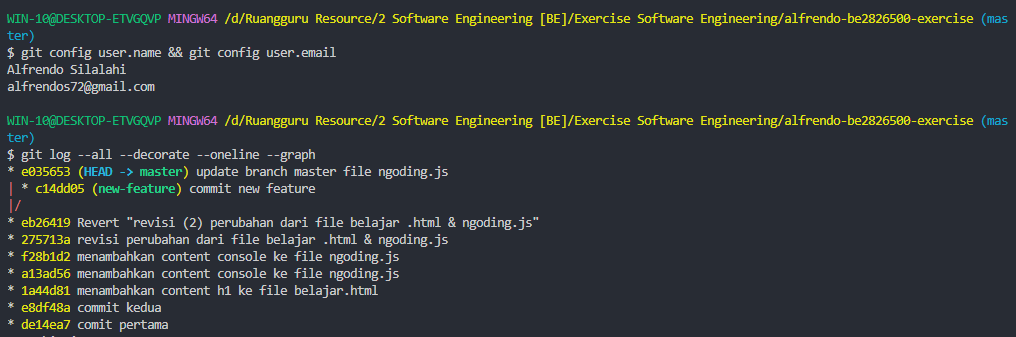 WIN-10@DESKTOP-ETVGQVP MINGW64 /d/Ruangguru Resource/2 Software Engineering [BE]/Exercise Software Engineering/alfrendo-be2826500-exercise (mas
ter)
$ git config user.name && git config user.email
Alfrendo Silalahi
alfrendos72@gmail.com
WIN-10@DESKTOP-ETVGQVP MINGW64 /d/Ruangguru Resource/2 Software Engineering [BE]/Exercise Software Engineering/alfrendo-be2826500-exercise (mas
ter)
$ git log --all --decorate --oneline --graph
* e035653 (HEAD -> master) update branch master file ngoding.js
| * c14dd05 (new-feature) commit new feature
|/
* eb26419 Revert "revisi (2) perubahan dari file belajar .html & ngoding.js"
* 275713a revisi perubahan dari file belajar .html & ngoding.js
* f28b1d2 menambahkan content console ke file ngoding.js
* a13ad56 menambahkan content console ke file ngoding.js
* 1a44d81 menambahkan content h1 ke file belajar.html
* e8df48a commit kedua
* de14ea7 comit pertama